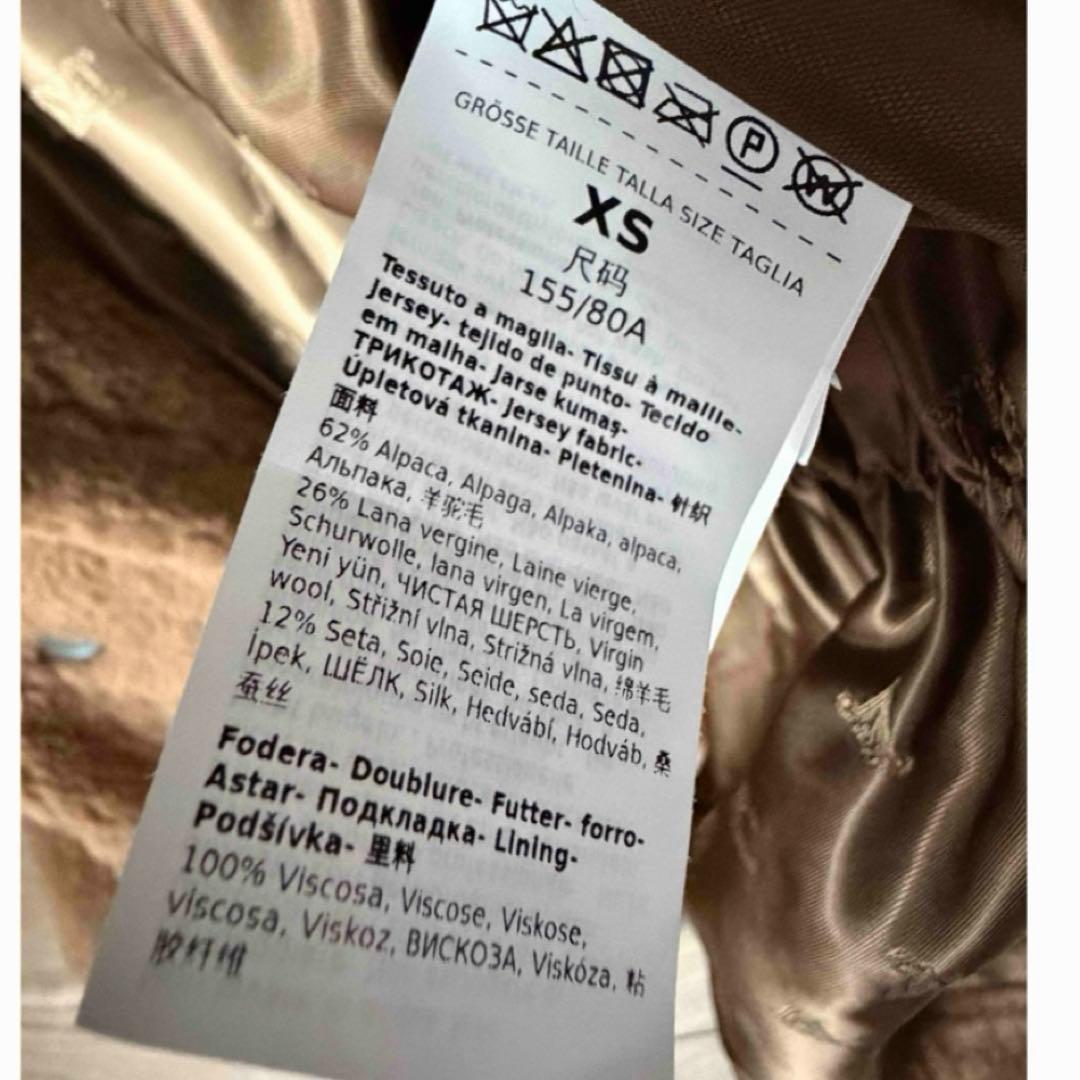 P
W
GRÖSSE TAILLE TALLA SIZE TAGLIA
XS
尺码
155/80A
Tessuto a maglia- Tissu à maille-
Jersey- tejido de punto- Tecido
em malha- Jarse kumaş-
ТРИКОТАЖ- Jersey fabric-
Úpletová tkanina- Pletenina- 针织
面料
62% Alpaca, Alpaga, Alpaka, alpaca,
Альпака, 羊驼毛
26% Lana vergine, Laine vierge,
Schurwolle, lana virgen, La virgem,
Yeni yün, ЧИСТАЯ ШЕРСТЬ, Virgin
wool, Střižní vlna, Strižná vlna, 绵羊毛
12% Seta, Soie, Seide, seda, Seda,
İpek, ШЁЛК, Silk, Hedvábí, Hodváb, 桑
蚕丝
Fodera- Doublure- Futter- forro-
Astar- Подкладка- Lining-
Podšívka- 里料
100% Viscosa, Viscose, Viskose,
viscosa, Viskoz, ВИСКОЗА, Viskóza, 粘
胶纤维